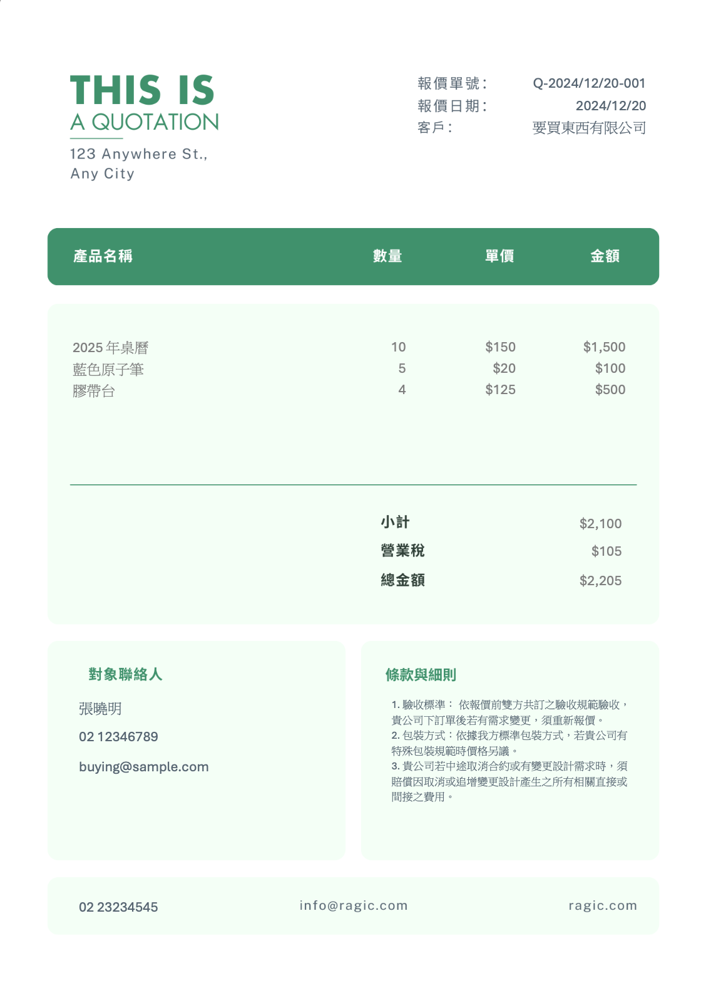 THIS IS
A QUOTATION
123 Anywhere St.,
Any City
報價單號： Q-2024/12/20-001
報價日期： 2024/12/20
客戶： 要買東西有限公司
產品名稱 數量 單價 金額
2025 年桌曆 10 $150 $1,500
藍色原子筆 5 $20 $100
膠帶台 4 $125 $500
小計 $2,100
營業稅 $105
總金額 $2,205
對象聯絡人
張曉明
02 12346789
buying@sample.com
條款與細則
1. 驗收標準： 依報價前雙方共訂之驗收規範驗收，
貴公司下訂單後若有需求變更，須重新報價。
2. 包裝方式：依據我方標準包裝方式，若貴公司有
特殊包裝規範時價格另議。
3. 貴公司若中途取消合約或有變更設計需求時，須
賠償因取消或追增變更設計產生之所有相關直接或
間接之費用。
02 23234545 info@ragic.com ragic.com